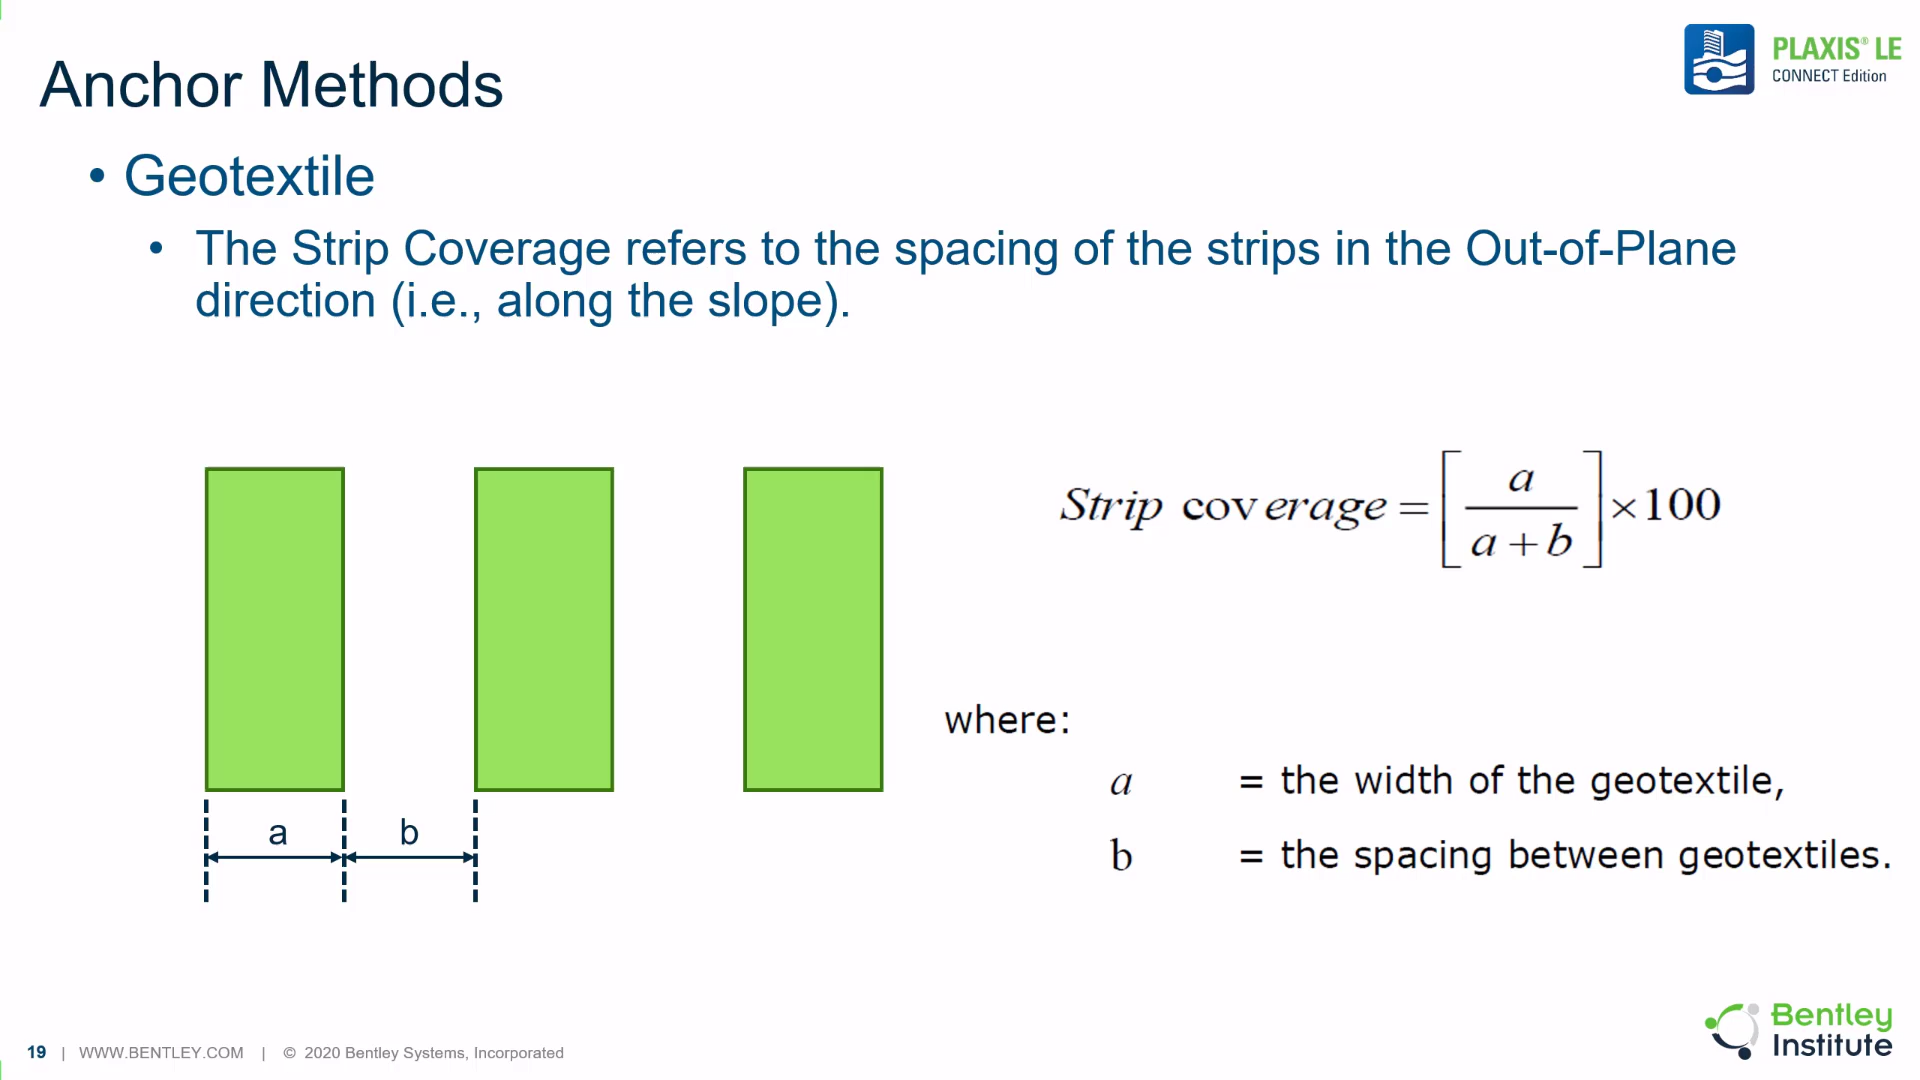 PLAXIS® LE
CONNECT Edition
Anchor Methods
• Geotextile
• The Strip Coverage refers to the spacing of the strips in the Out-of-Plane
direction (i.e., along the slope).
Strip coverage = [a / (a + b)] × 100
where:
a = the width of the geotextile,
b = the spacing between geotextiles.
a b
19 | WWW.BENTLEY.COM | © 2020 Bentley Systems, Incorporated
Bentley
Institute